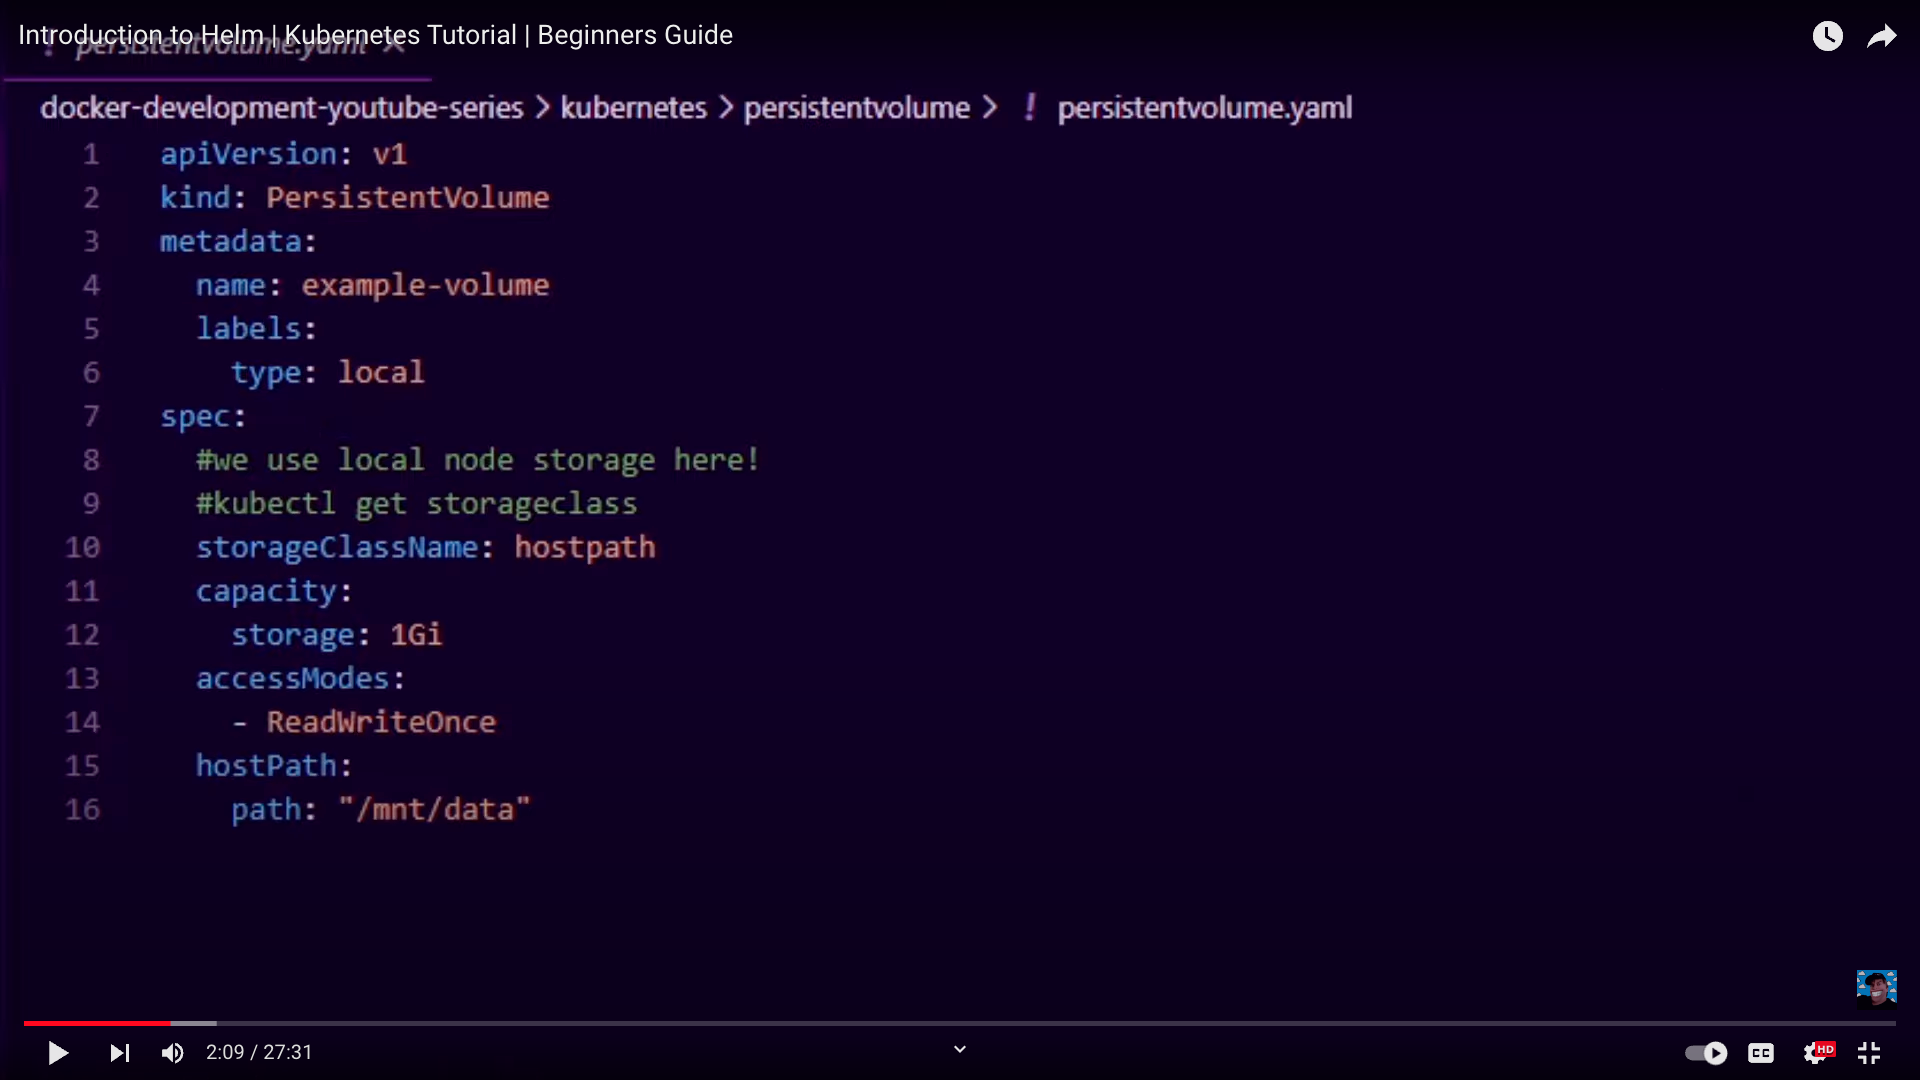 Introduction to Helm | Kubernetes Tutorial | Beginners Guide
! persistentvolume.yaml ×
docker-development-youtube-series > kubernetes > persistentvolume > ! persistentvolume.yaml
1 apiVersion: v1
2 kind: PersistentVolume
3 metadata:
4   name: example-volume
5   labels:
6     type: local
7 spec:
8   #we use local node storage here!
9   #kubectl get storageclass
10   storageClassName: hostpath
11   capacity:
12     storage: 1Gi
13   accessModes:
14     - ReadWriteOnce
15   hostPath:
16     path: "/mnt/data"
2:09 / 27:31
CC
HD